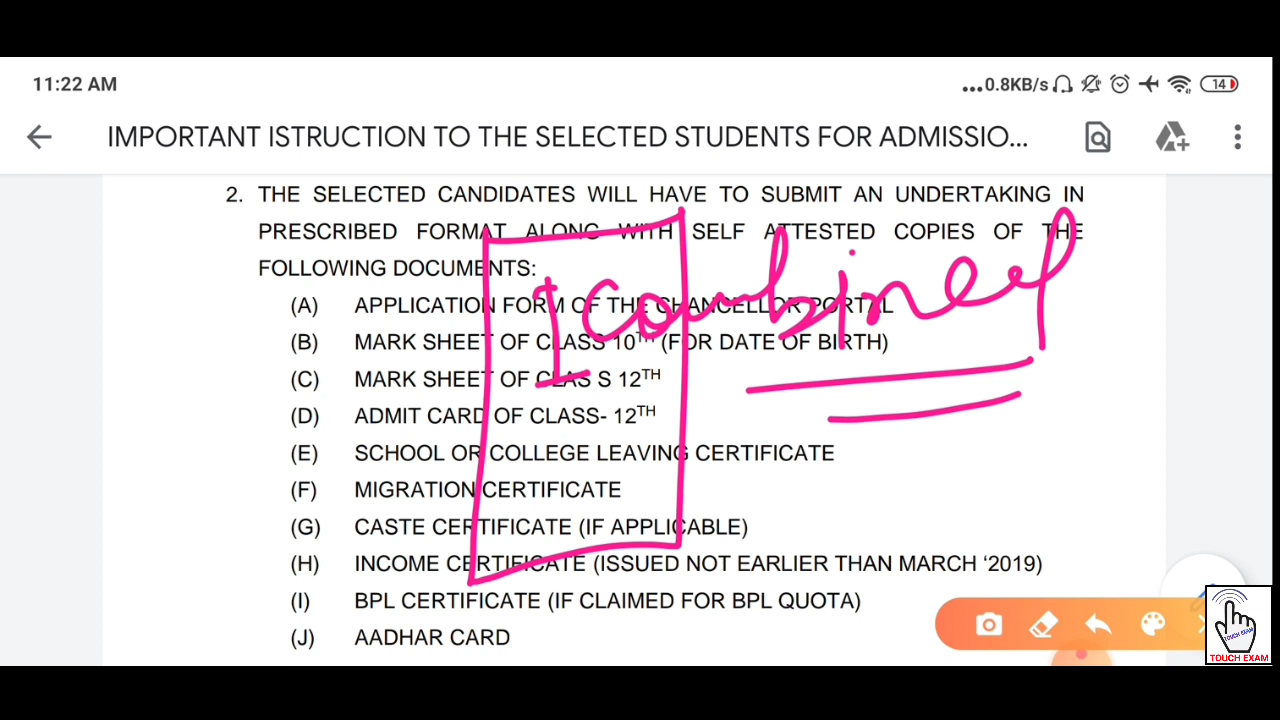 11:22 AM
...0.8KB/s
14
IMPORTANT ISTRUCTION TO THE SELECTED STUDENTS FOR ADMISSIO...
2. THE SELECTED CANDIDATES WILL HAVE TO SUBMIT AN UNDERTAKING IN
PRESCRIBED FORMAT ALONG WITH SELF ATTESTED COPIES OF THE
FOLLOWING DOCUMENTS:
(A) APPLICATION FORM OF THE CHANCELLOR PORTAL
(B) MARK SHEET OF CLASS 10TH (FOR DATE OF BIRTH)
(C) MARK SHEET OF CLAS S 12TH
(D) ADMIT CARD OF CLASS- 12TH
(E) SCHOOL OR COLLEGE LEAVING CERTIFICATE
(F) MIGRATION CERTIFICATE
(G) CASTE CERTIFICATE (IF APPLICABLE)
(H) INCOME CERTIFICATE (ISSUED NOT EARLIER THAN MARCH ‘2019)
(I) BPL CERTIFICATE (IF CLAIMED FOR BPL QUOTA)
(J) AADHAR CARD
I Combined
TOUCH EXAM
TOUCH EXAM